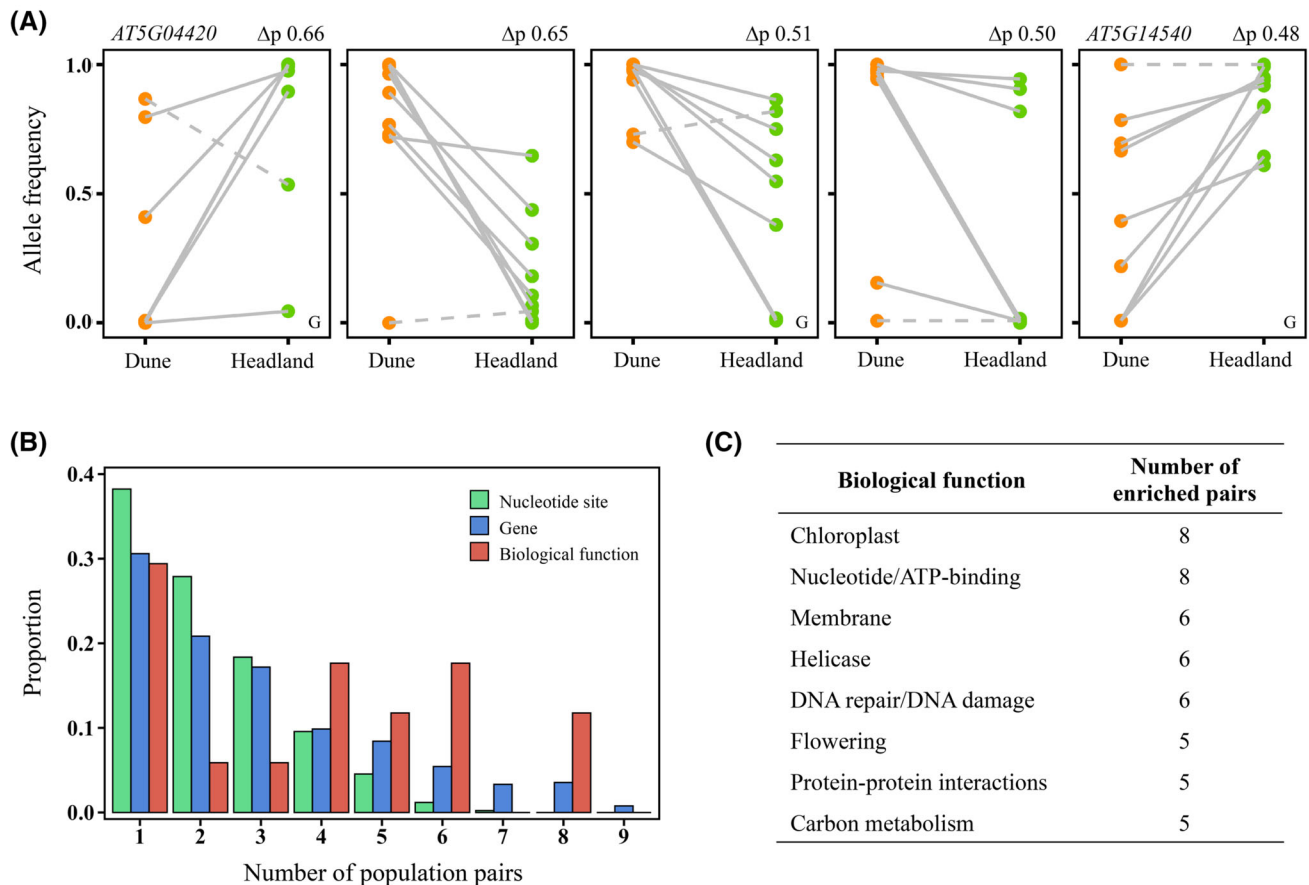 (A)
AT5G04420 Δp 0.66
Δp 0.65
Δp 0.51
Δp 0.50
AT5G14540 Δp 0.48
Allele frequency
1.0
0.5
0.0
G
G
G
Dune Headland
Dune Headland
Dune Headland
Dune Headland
Dune Headland
(B)
Proportion
0.4
0.3
0.2
0.1
0.0
Nucleotide site
Gene
Biological function
1 2 3 4 5 6 7 8 9
Number of population pairs
(C)
Biological function Number of
enriched pairs
Chloroplast 8
Nucleotide/ATP-binding 8
Membrane 6
Helicase 6
DNA repair/DNA damage 6
Flowering 5
Protein-protein interactions 5
Carbon metabolism 5